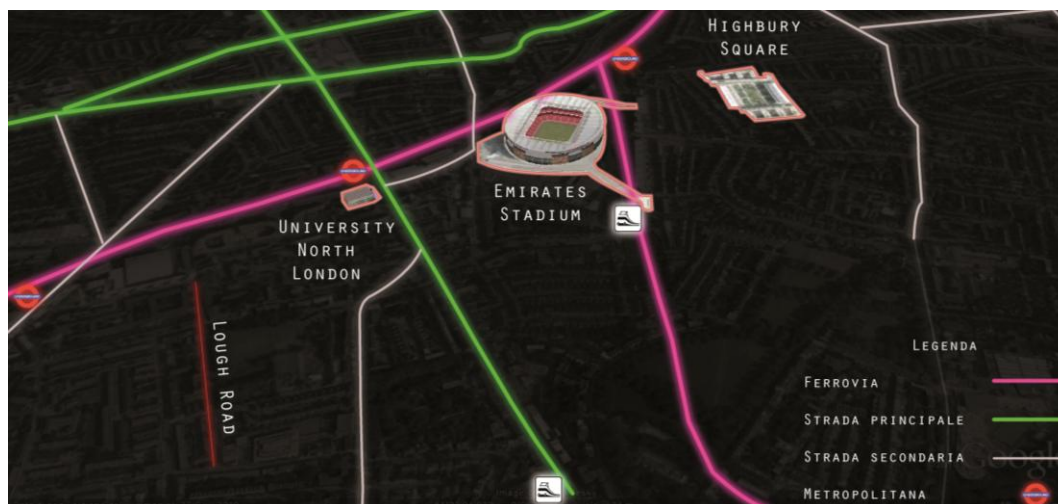 HIGHBURY
SQUARE
EMIRATES
STADIUM
UNIVERSITY
NORTH
LONDON
LOUGH ROAD
LEGENDA
FERROVIA
STRADA PRINCIPALE
STRADA SECONDARIA
METROPOLITANA